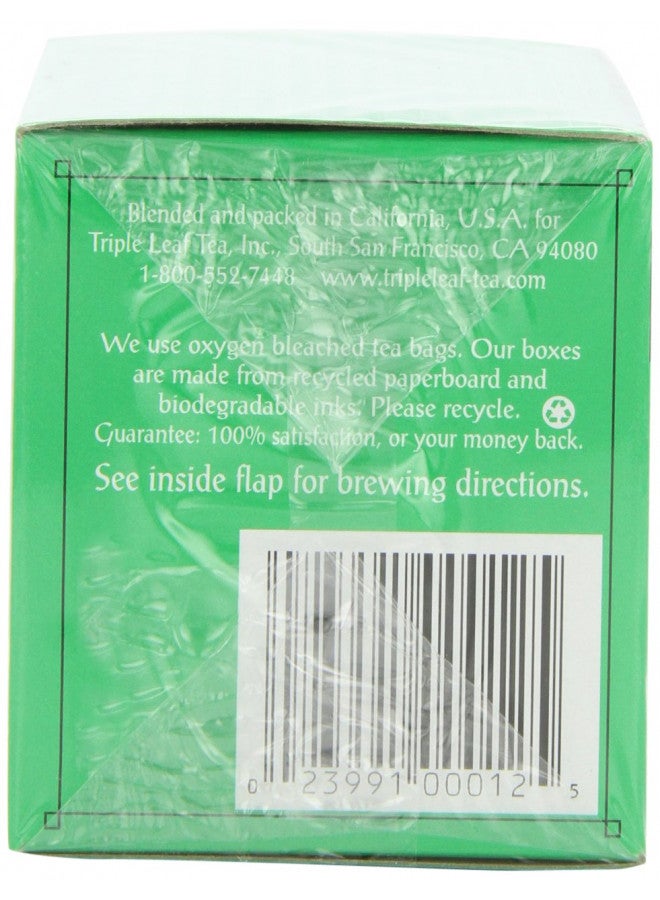 Blended and packed in California, U.S.A. for
Triple Leaf Tea, Inc., South San Francisco, CA 94080
1-800-552-7448 www.tripleleaf-tea.com
We use oxygen bleached tea bags. Our boxes
are made from recycled paperboard and
biodegradable inks. Please recycle.
Guarantee: 100% satisfaction, or your money back.
See inside flap for brewing directions.
0 23991 00012 5